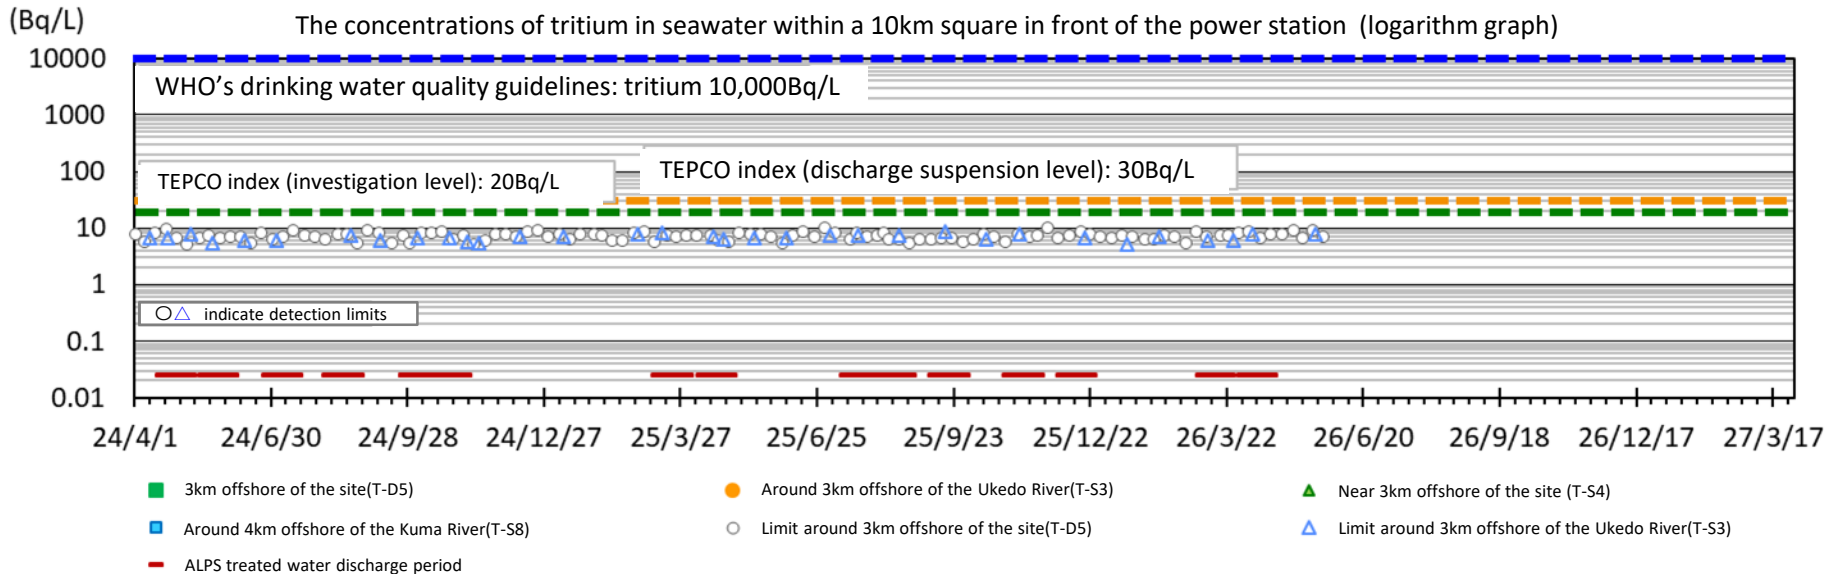 (Bq/L)
The concentrations of tritium in seawater within a 10km square in front of the power station (logarithm graph)
10000
WHO's drinking water quality guidelines: tritium 10,000Bq/L
1000
100
TEPCO index (investigation level): 20Bq/L
TEPCO index (discharge suspension level): 30Bq/L
10
1
○△ indicate detection limits
0.1
0.01
24/4/1 24/6/30 24/9/28 24/12/27 25/3/27 25/6/25 25/9/23 25/12/22 26/3/22 26/6/20 26/9/18 26/12/17 27/3/17
3km offshore of the site(T-D5)
Around 3km offshore of the Ukedo River(T-S3)
Near 3km offshore of the site (T-S4)
Around 4km offshore of the Kuma River(T-S8)
Limit around 3km offshore of the site(T-D5)
Limit around 3km offshore of the Ukedo River(T-S3)
ALPS treated water discharge period